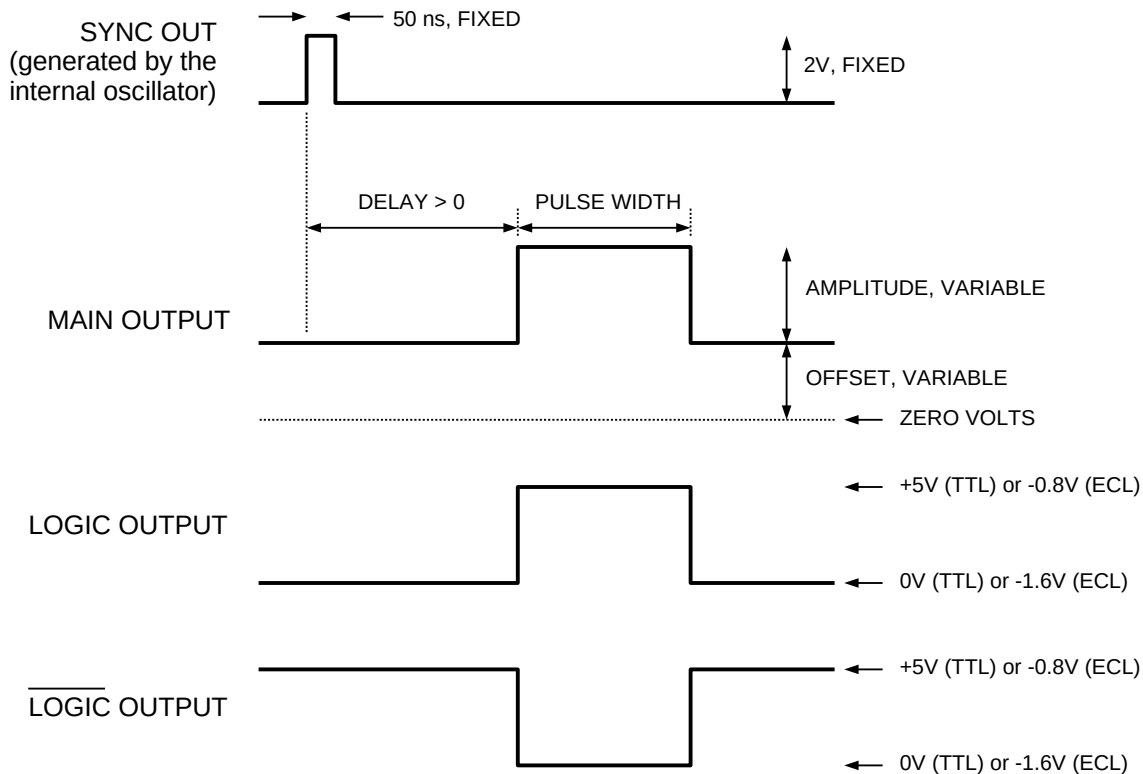 50 ns, FIXED
SYNC OUT
(generated by the
internal oscillator)
2V, FIXED
DELAY > 0
PULSE WIDTH
MAIN OUTPUT
AMPLITUDE, VARIABLE
OFFSET, VARIABLE
ZERO VOLTS
LOGIC OUTPUT
+5V (TTL) or -0.8V (ECL)
0V (TTL) or -1.6V (ECL)
LOGIC OUTPUT
+5V (TTL) or -0.8V (ECL)
0V (TTL) or -1.6V (ECL)